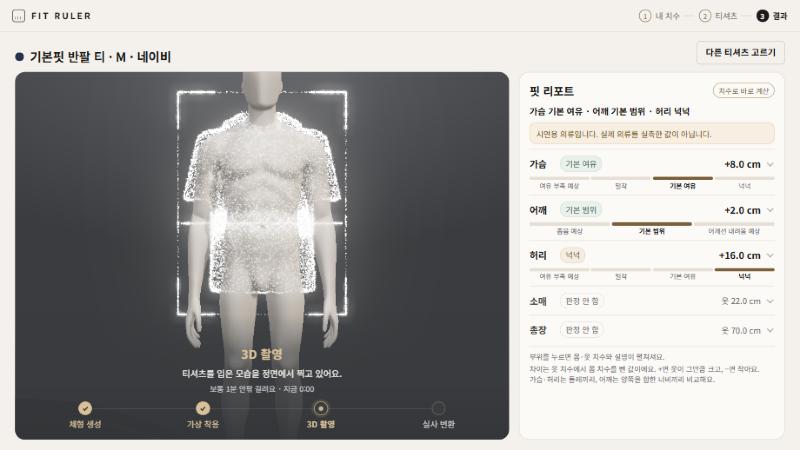 FIT RULER
1 내 치수
2 티셔츠
3 결과
기본핏 반팔 티 · M · 네이비
다른 티셔츠 고르기
3D 촬영
티셔츠를 입은 모습을 정면에서 찍고 있어요.
보통 1분 안팎 걸려요 · 지금 0:00
체형 생성
가상 착용
3D 촬영
실사 변환
핏 리포트
치수로 바로 계산
가슴 기본 여유 · 어깨 기본 범위 · 허리 넉넉
시연용 의류입니다. 실제 의류를 실측한 값이 아닙니다.
가슴 기본 여유 +8.0 cm
여유 부족 예상 밀착 기본 여유 넉넉
어깨 기본 범위 +2.0 cm
좁음 예상 기본 범위 어깨선 내려옴 예상
허리 넉넉 +16.0 cm
여유 부족 예상 밀착 기본 여유 넉넉
소매 판정 안 함 옷 22.0 cm
총장 판정 안 함 옷 70.0 cm
부위를 누르면 몸·옷 치수와 설명이 펼쳐져요.
차이는 옷 치수에서 몸 치수를 뺀 값이에요. +면 옷이 그만큼 크고, −면 작아요.
가슴·허리는 둘레끼리, 어깨는 양쪽을 합한 너비끼리 비교해요.